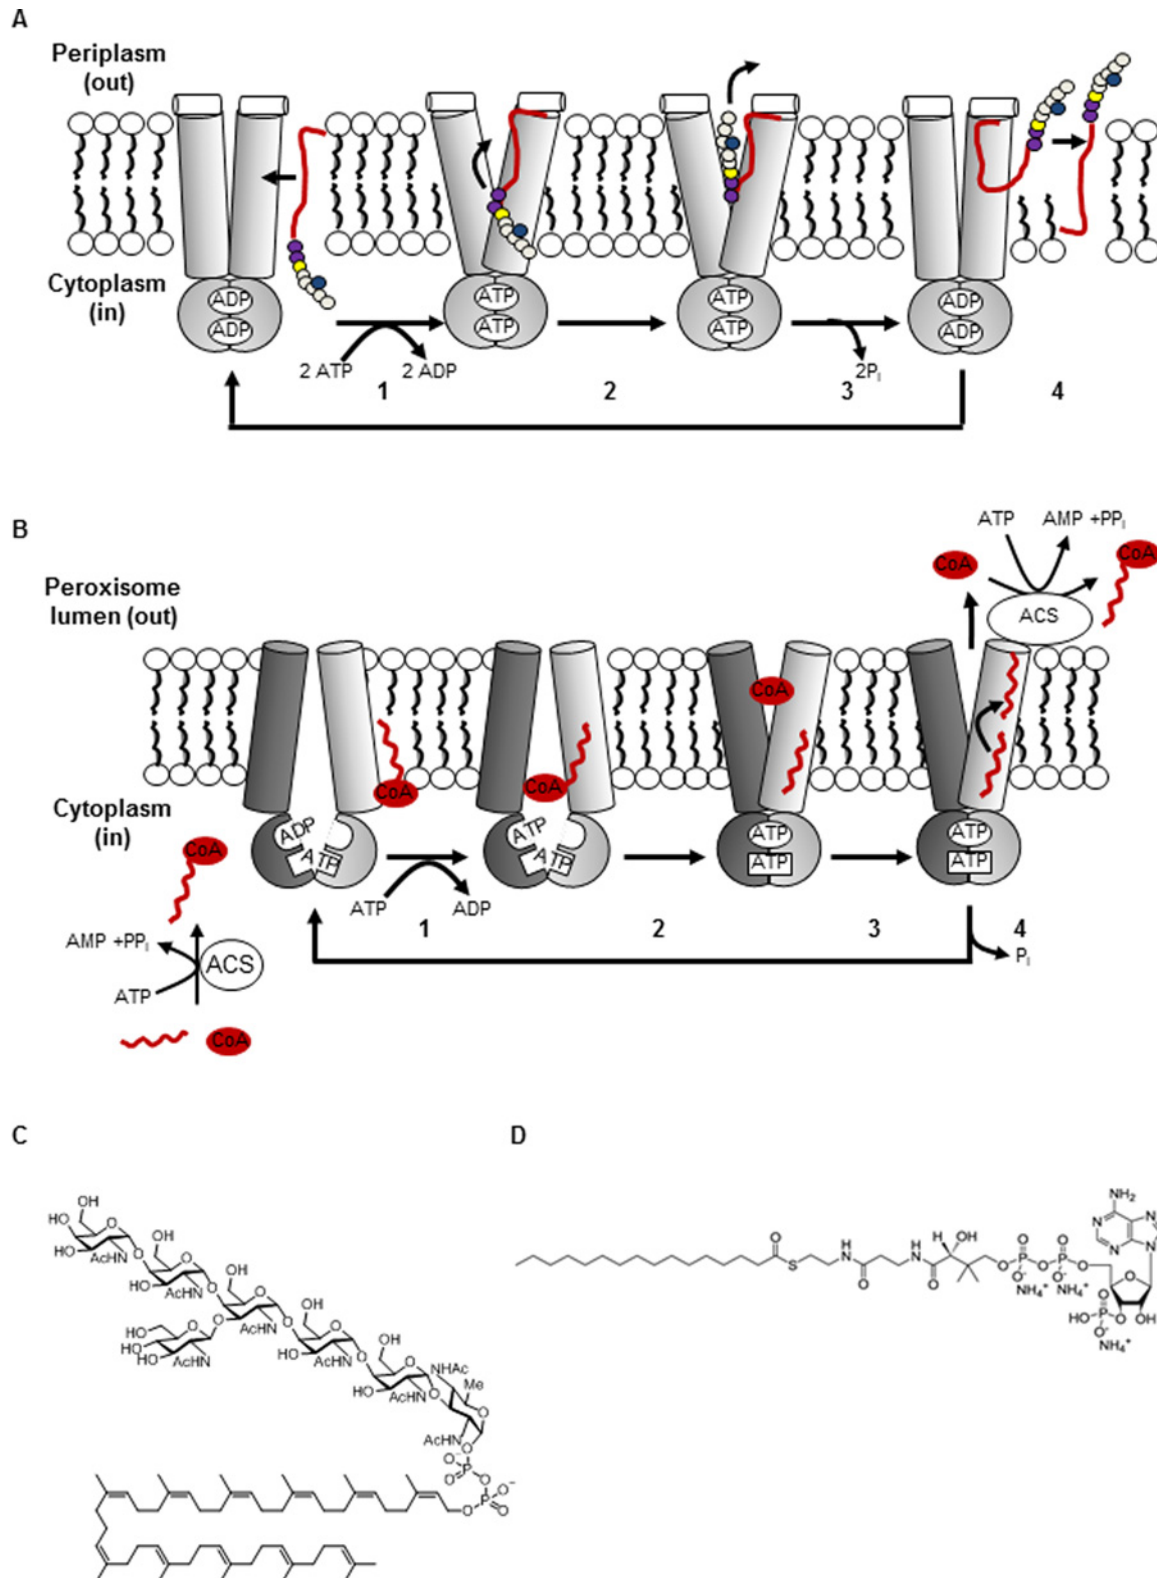 A
Periplasm
(out)
Cytoplasm
(in)
ADP
ADP
ATP
ATP
ATP
ATP
ADP
ADP
2 ATP
2 ADP
2Pi
1
2
3
4
B
ATP
AMP +PPi
CoA
CoA
ACS
Peroxisome
lumen (out)
CoA
CoA
CoA
Cytoplasm
(in)
ADP
ATP
ATP
ATP
ATP
ATP
ATP
ATP
CoA
ATP
ADP
1
2
3
4
Pi
AMP +PPi
ACS
ATP
CoA
C
D
OH
HO
O
HO
AcHN
O
OH
O
HO
AcHN
O
OH
O
HO
O
HO
HO
AcHN
O
AcHN
O
OH
O
HO
AcHN
O
OH
O
HO
AcHN
O
NHAc
Me
O
AcHN
O
O⁻
P
O
O
O⁻
P
O
O
NH₂
N
N
N
N
O
S
H
N
O
H
N
O
H
OH
O
O
P
O⁻
NH₄⁺
O
O
P
O⁻
NH₄⁺
O
O
O
OH
O
HO
P
O⁻
NH₄⁺